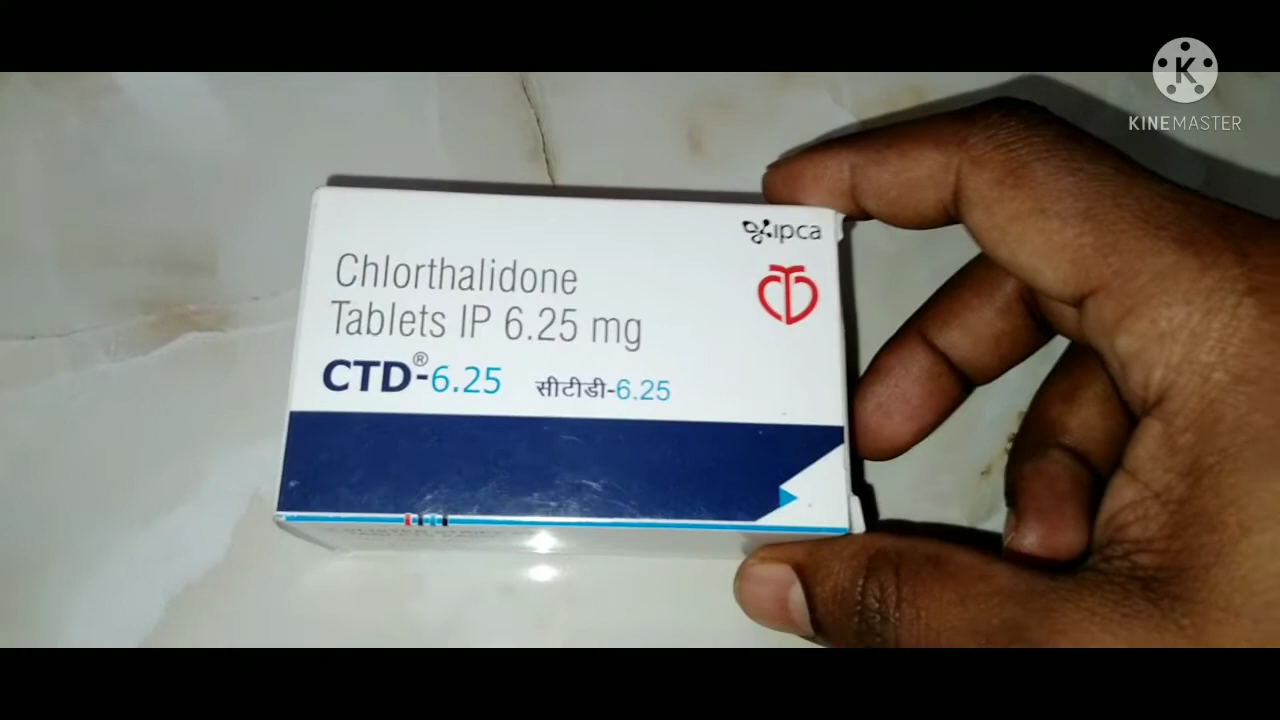 K
KINEMASTER
ipca
Chlorthalidone
Tablets IP 6.25 mg
CTD®-6.25 सीटीडी-6.25